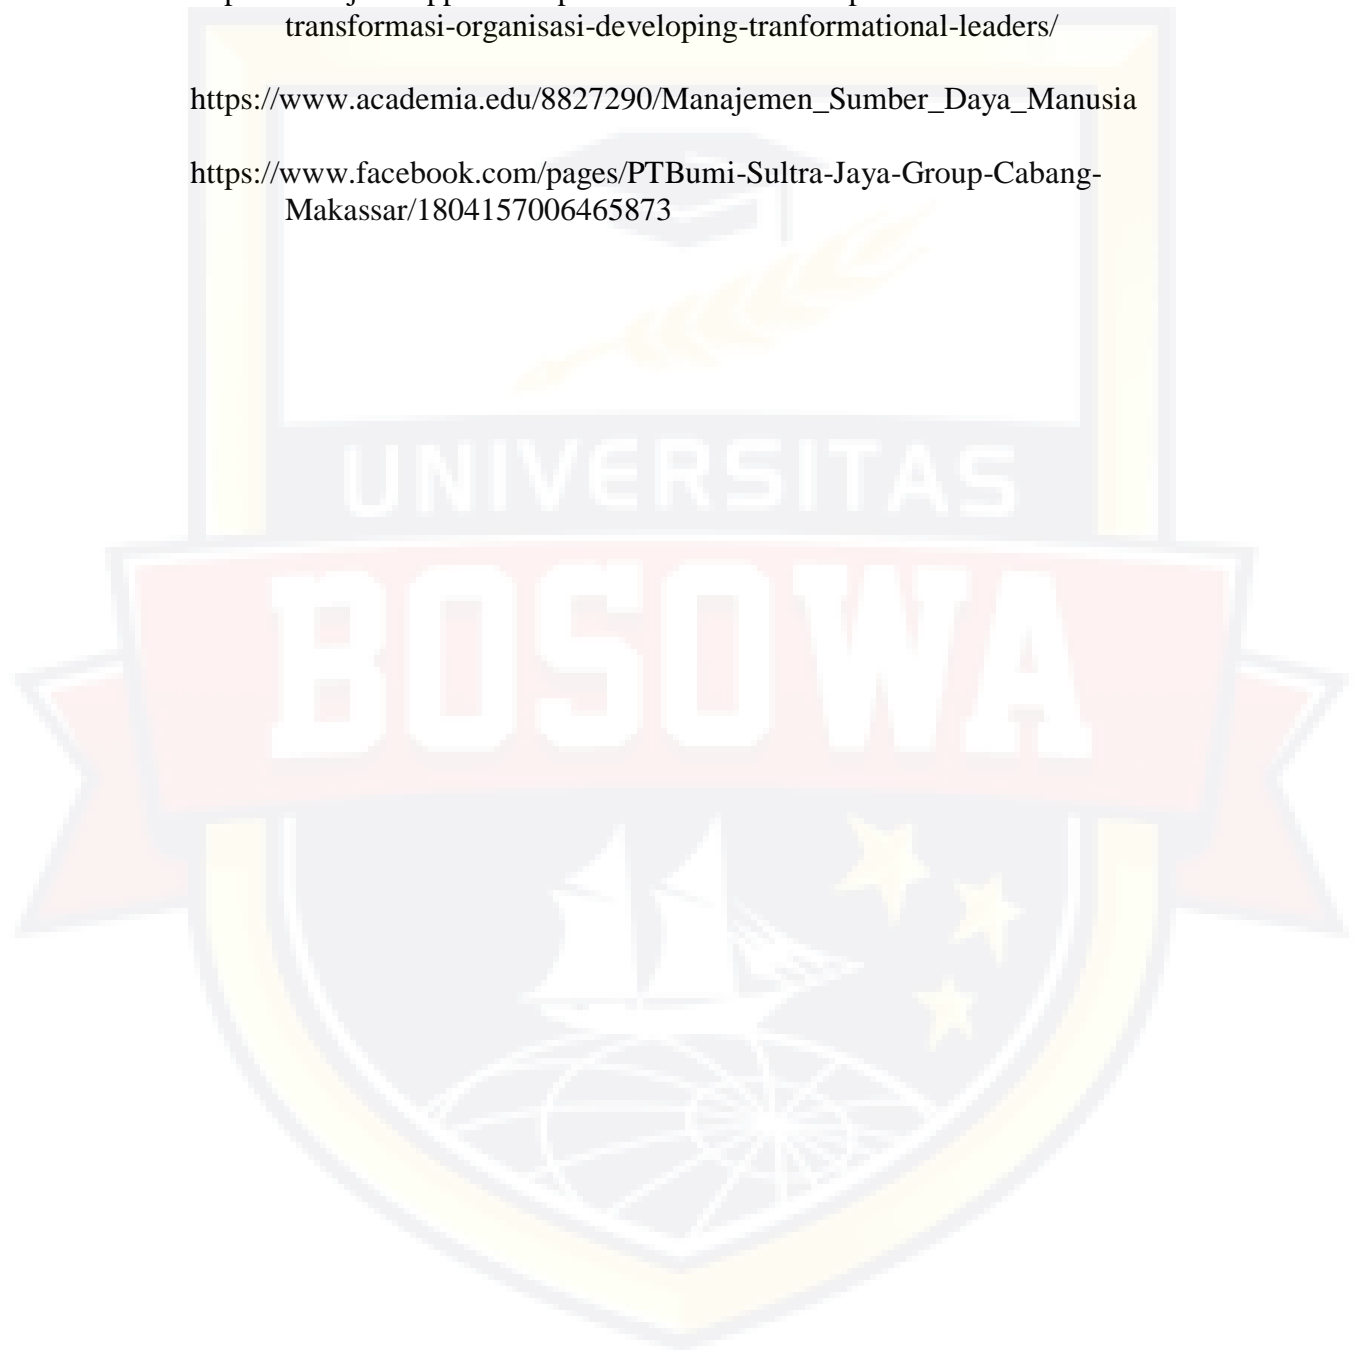 transformasi-organisasi-developing-tranformational-leaders/
https://www.academia.edu/8827290/Manajemen_Sumber_Daya_Manusia
https://www.facebook.com/pages/PTBumi-Sultra-Jaya-Group-Cabang-
Makassar/1804157006465873
UNIVERSITAS
BOSOWA